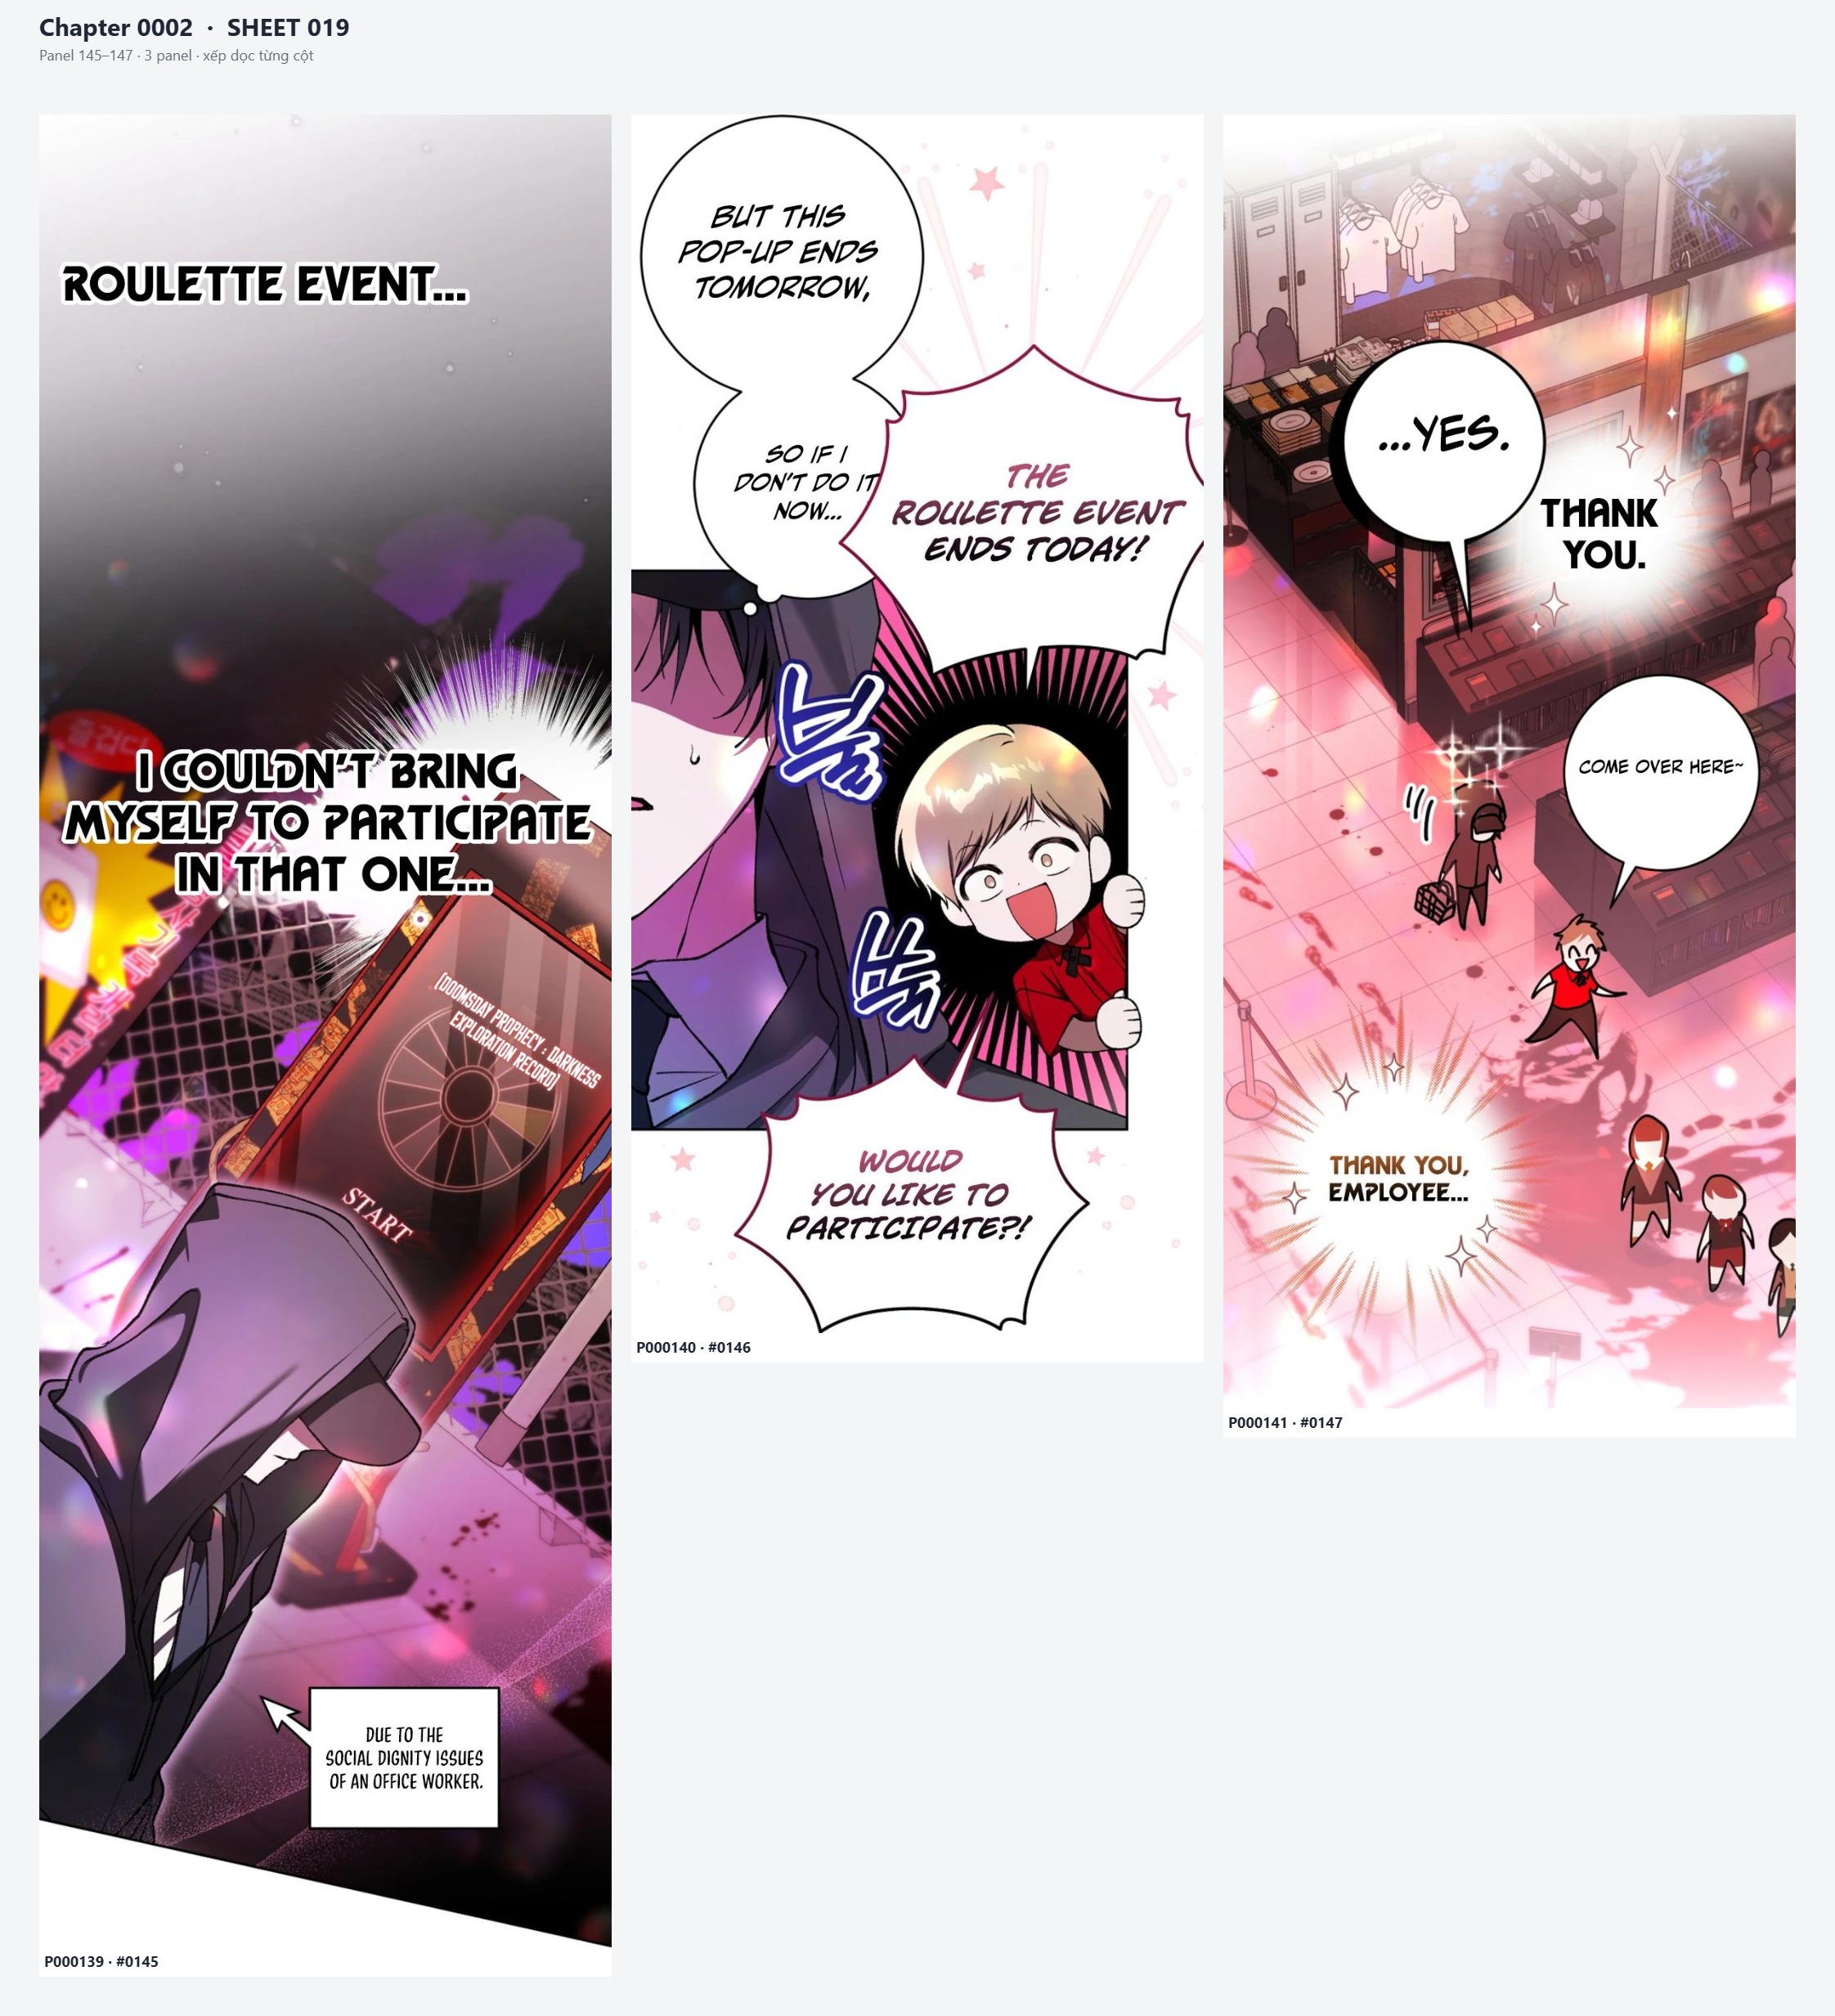 Chapter 0002 · SHEET 019
Panel 145–147 · 3 panel · xếp dọc từng cột
ROULETTE EVENT...
I COULDN'T BRING
MYSELF TO PARTICIPATE
IN THAT ONE...
[DOOMSDAY PROPHECY : DARKNESS
EXPLORATION RECORD]
START
DUE TO THE
SOCIAL DIGNITY ISSUES
OF AN OFFICE WORKER.
P000139 · #0145
BUT THIS
POP-UP ENDS
TOMORROW,
SO IF I
DON'T DO IT
NOW...
THE
ROULETTE EVENT
ENDS TODAY!
불
쑥
WOULD
YOU LIKE TO
PARTICIPATE?!
P000140 · #0146
...YES.
THANK
YOU.
COME OVER HERE~
THANK YOU,
EMPLOYEE...
P000141 · #0147